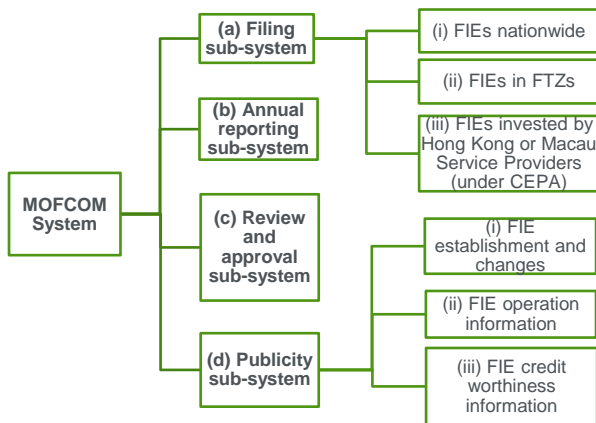 MOFCOM
System
(a) Filing
sub-system
(i) FIEs nationwide
(ii) FIEs in FTZs
(iii) FIEs invested by
Hong Kong or Macau
Service Providers
(under CEPA)
(b) Annual
reporting
sub-system
(c) Review
and
approval
sub-system
(d) Publicity
sub-system
(i) FIE
establishment and
changes
(ii) FIE operation
information
(iii) FIE credit
worthiness
information